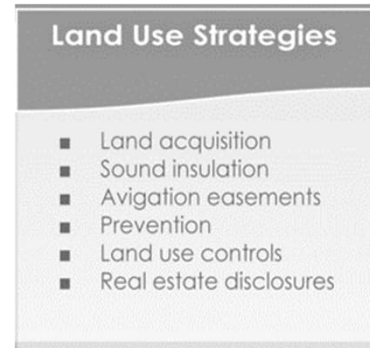 Land Use Strategies
■ Land acquisition
■ Sound insulation
■ Avigation easements
■ Prevention
■ Land use controls
■ Real estate disclosures